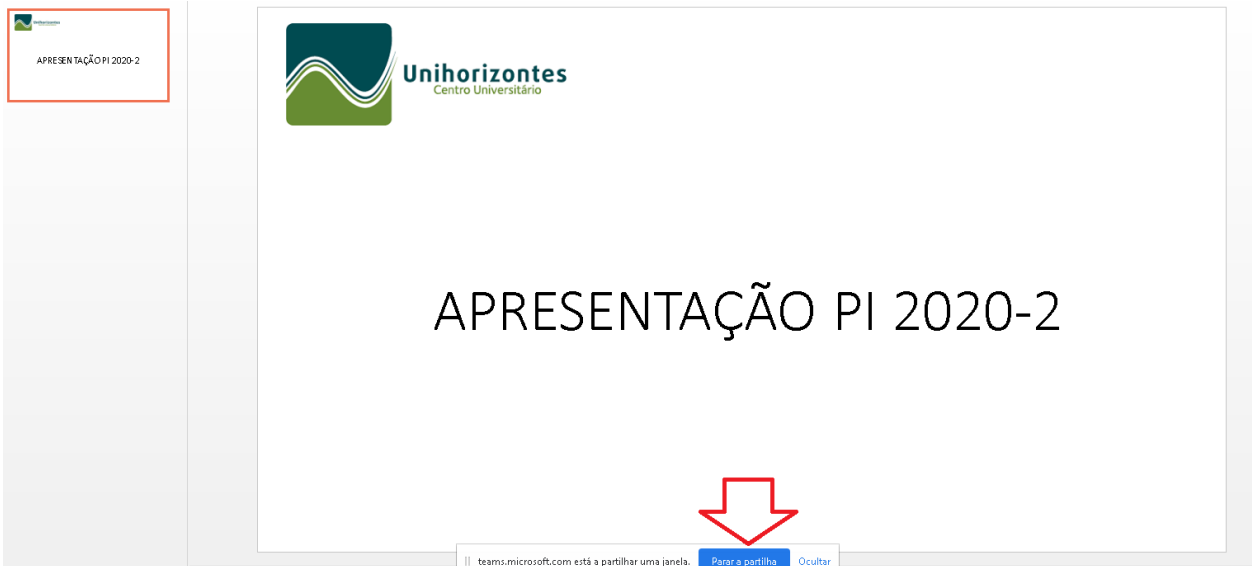 Unihorizontes
APRESENTAÇÃO PI 2020-2
Unihorizontes
Centro Universitário
APRESENTAÇÃO PI 2020-2
teams.microsoft.com está a partilhar uma janela. Parar a partilha Ocultar